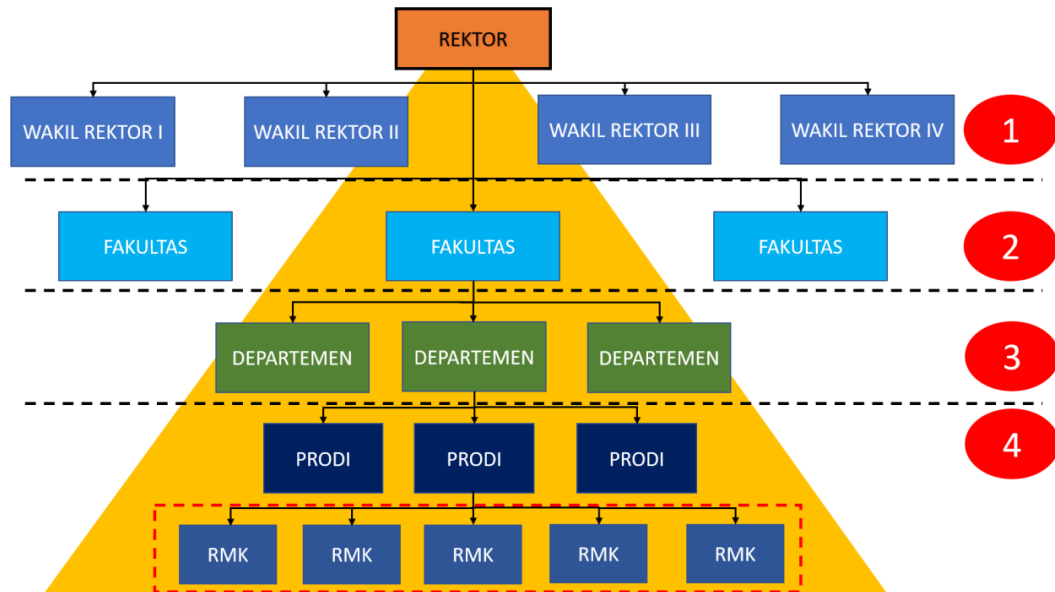 REKTOR
WAKIL REKTOR I
WAKIL REKTOR II
WAKIL REKTOR III
WAKIL REKTOR IV
1
FAKULTAS
FAKULTAS
FAKULTAS
2
DEPARTEMEN
DEPARTEMEN
DEPARTEMEN
3
PRODI
PRODI
PRODI
4
RMK
RMK
RMK
RMK
RMK